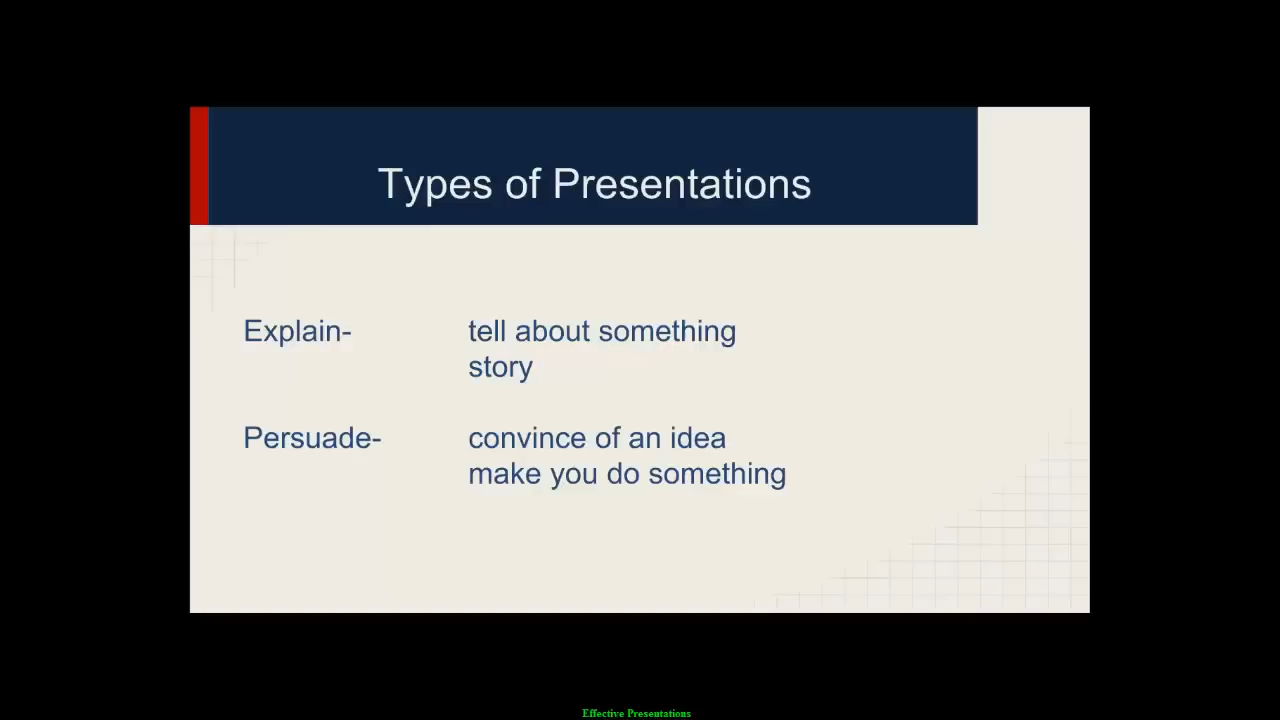 Types of Presentations
Explain- tell about something
story
Persuade- convince of an idea
make you do something
Effective Presentations